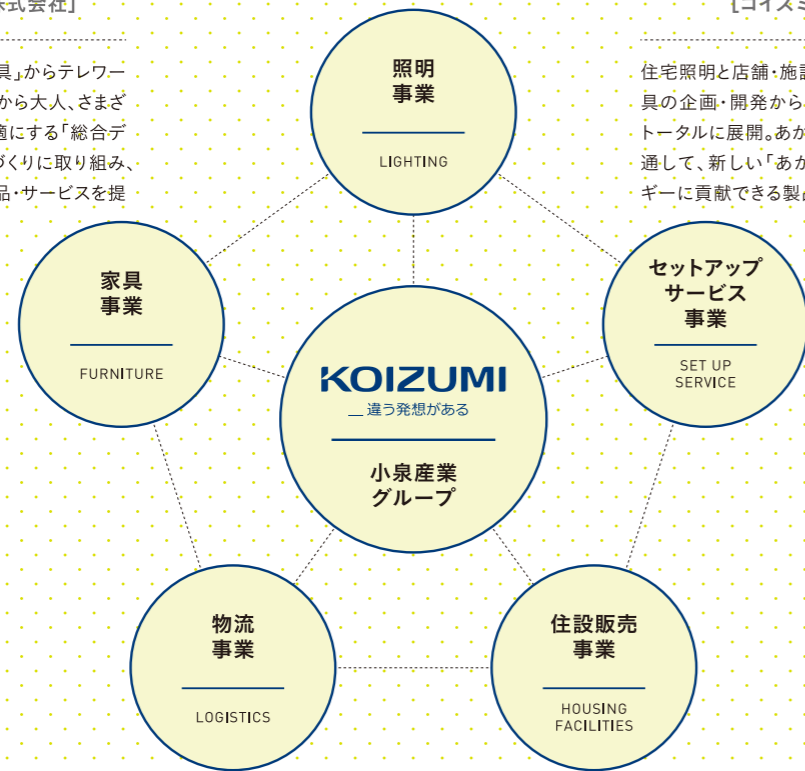 株式会社]
[コイズミ
具」からテレワー
から大人、さまざ
適にする「総合デ
づくりに取り組み、
品・サービスを提
住宅照明と店舗・施設
具の企画・開発から
トータルに展開。あか
通して、新しい「あか
ギーに貢献できる製品
照明
事業
LIGHTING
家具
事業
FURNITURE
セットアップ
サービス
事業
SET UP
SERVICE
KOIZUMI
__違う発想がある
小泉産業
グループ
物流
事業
LOGISTICS
住設販売
事業
HOUSING
FACILITIES